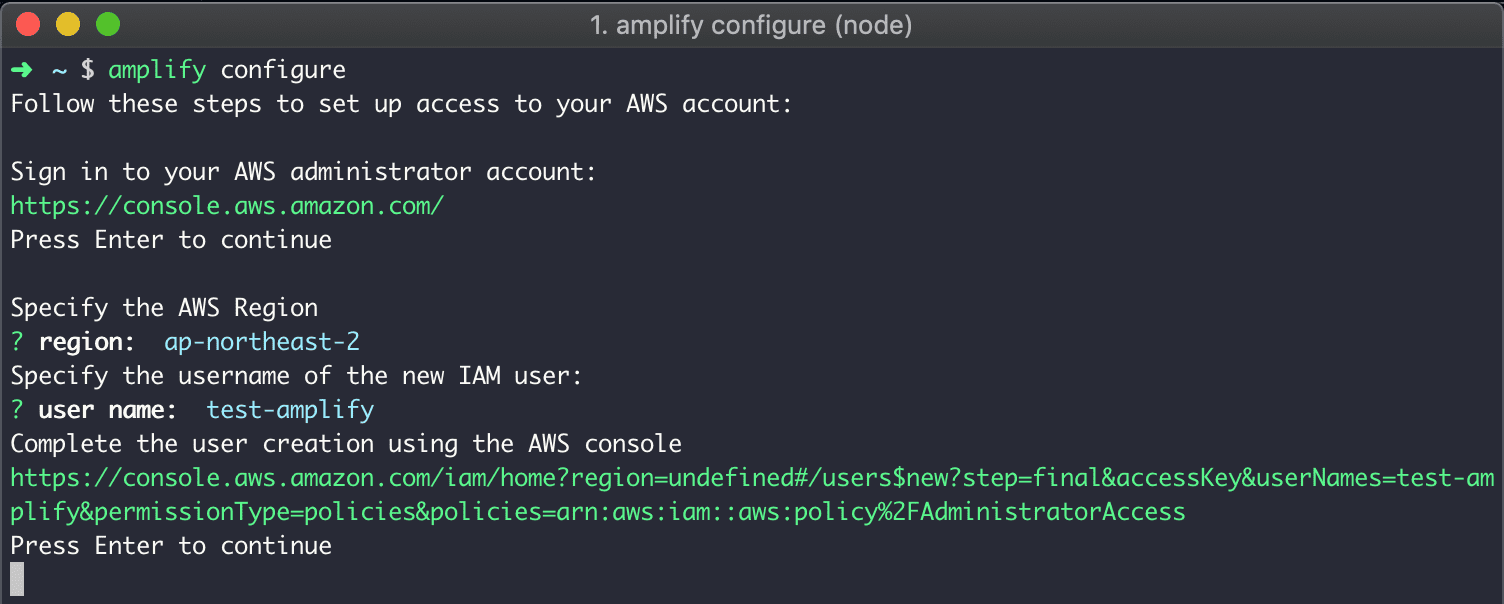 1. amplify configure (node)
➜ ~ $ amplify configure
Follow these steps to set up access to your AWS account:
Sign in to your AWS administrator account:
https://console.aws.amazon.com/
Press Enter to continue
Specify the AWS Region
? region: ap-northeast-2
Specify the username of the new IAM user:
? user name: test-amplify
Complete the user creation using the AWS console
https://console.aws.amazon.com/iam/home?region=undefined#/users$new?step=final&accessKey&userNames=test-am
plify&permissionType=policies&policies=arn:aws:iam::aws:policy%2FAdministratorAccess
Press Enter to continue